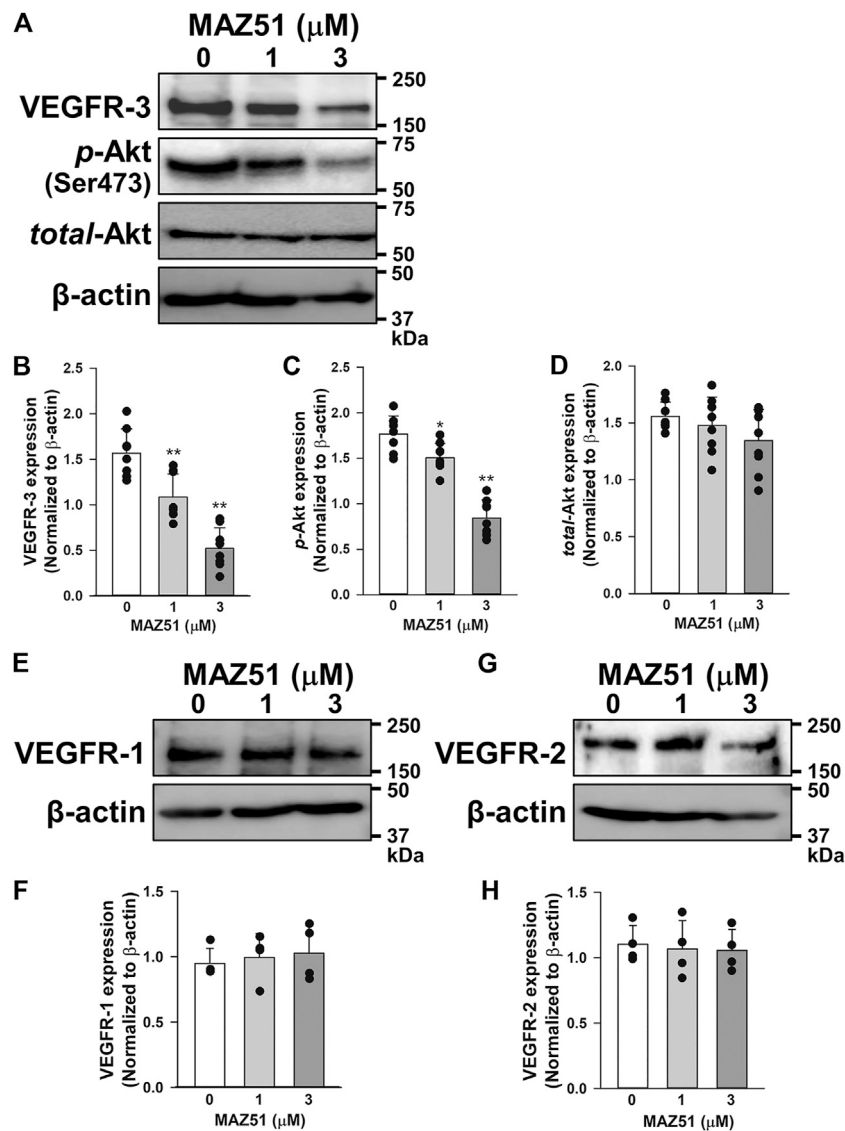 A
MAZ51 (μM)
0 1 3
VEGFR-3
250
150
p-Akt
(Ser473)
75
50
total-Akt
75
50
β-actin
50
37
kDa
B
VEGFR-3 expression
(Normalized to β-actin)
2.5
2.0
1.5
1.0
0.5
0.0
**
**
0 1 3
MAZ51 (μM)
C
p-Akt expression
(Normalized to β-actin)
2.5
2.0
1.5
1.0
0.5
0.0
*
**
0 1 3
MAZ51 (μM)
D
total-Akt expression
(Normalized to β-actin)
2.0
1.5
1.0
0.5
0.0
0 1 3
MAZ51 (μM)
E
MAZ51 (μM)
0 1 3
VEGFR-1
250
150
β-actin
50
37
kDa
G
MAZ51 (μM)
0 1 3
VEGFR-2
250
150
β-actin
50
37
kDa
F
VEGFR-1 expression
(Normalized to β-actin)
1.5
1.0
0.5
0.0
0 1 3
MAZ51 (μM)
H
VEGFR-2 expression
(Normalized to β-actin)
1.5
1.0
0.5
0.0
0 1 3
MAZ51 (μM)